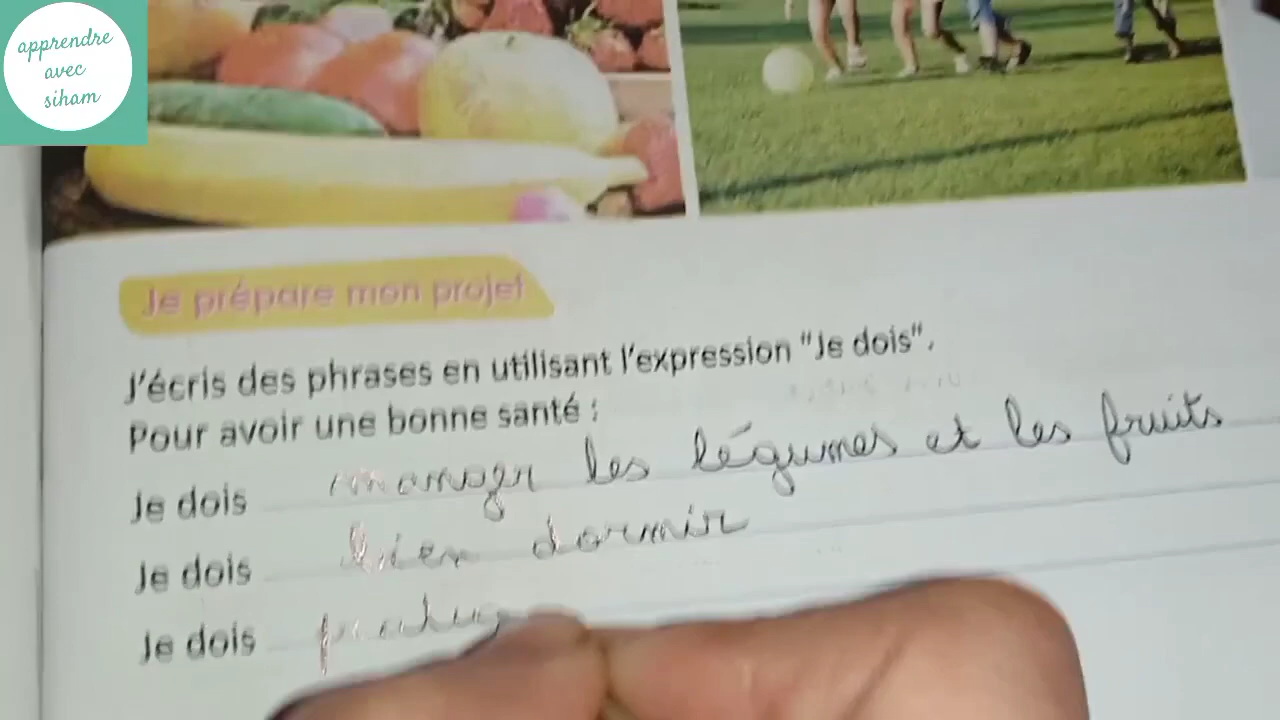 apprendre
avec
siham
Je prépare mon projet
J'écris des phrases en utilisant l'expression "Je dois".
Pour avoir une bonne santé :
Je dois manger les légumes et les fruits
Je dois bien dormir
Je dois